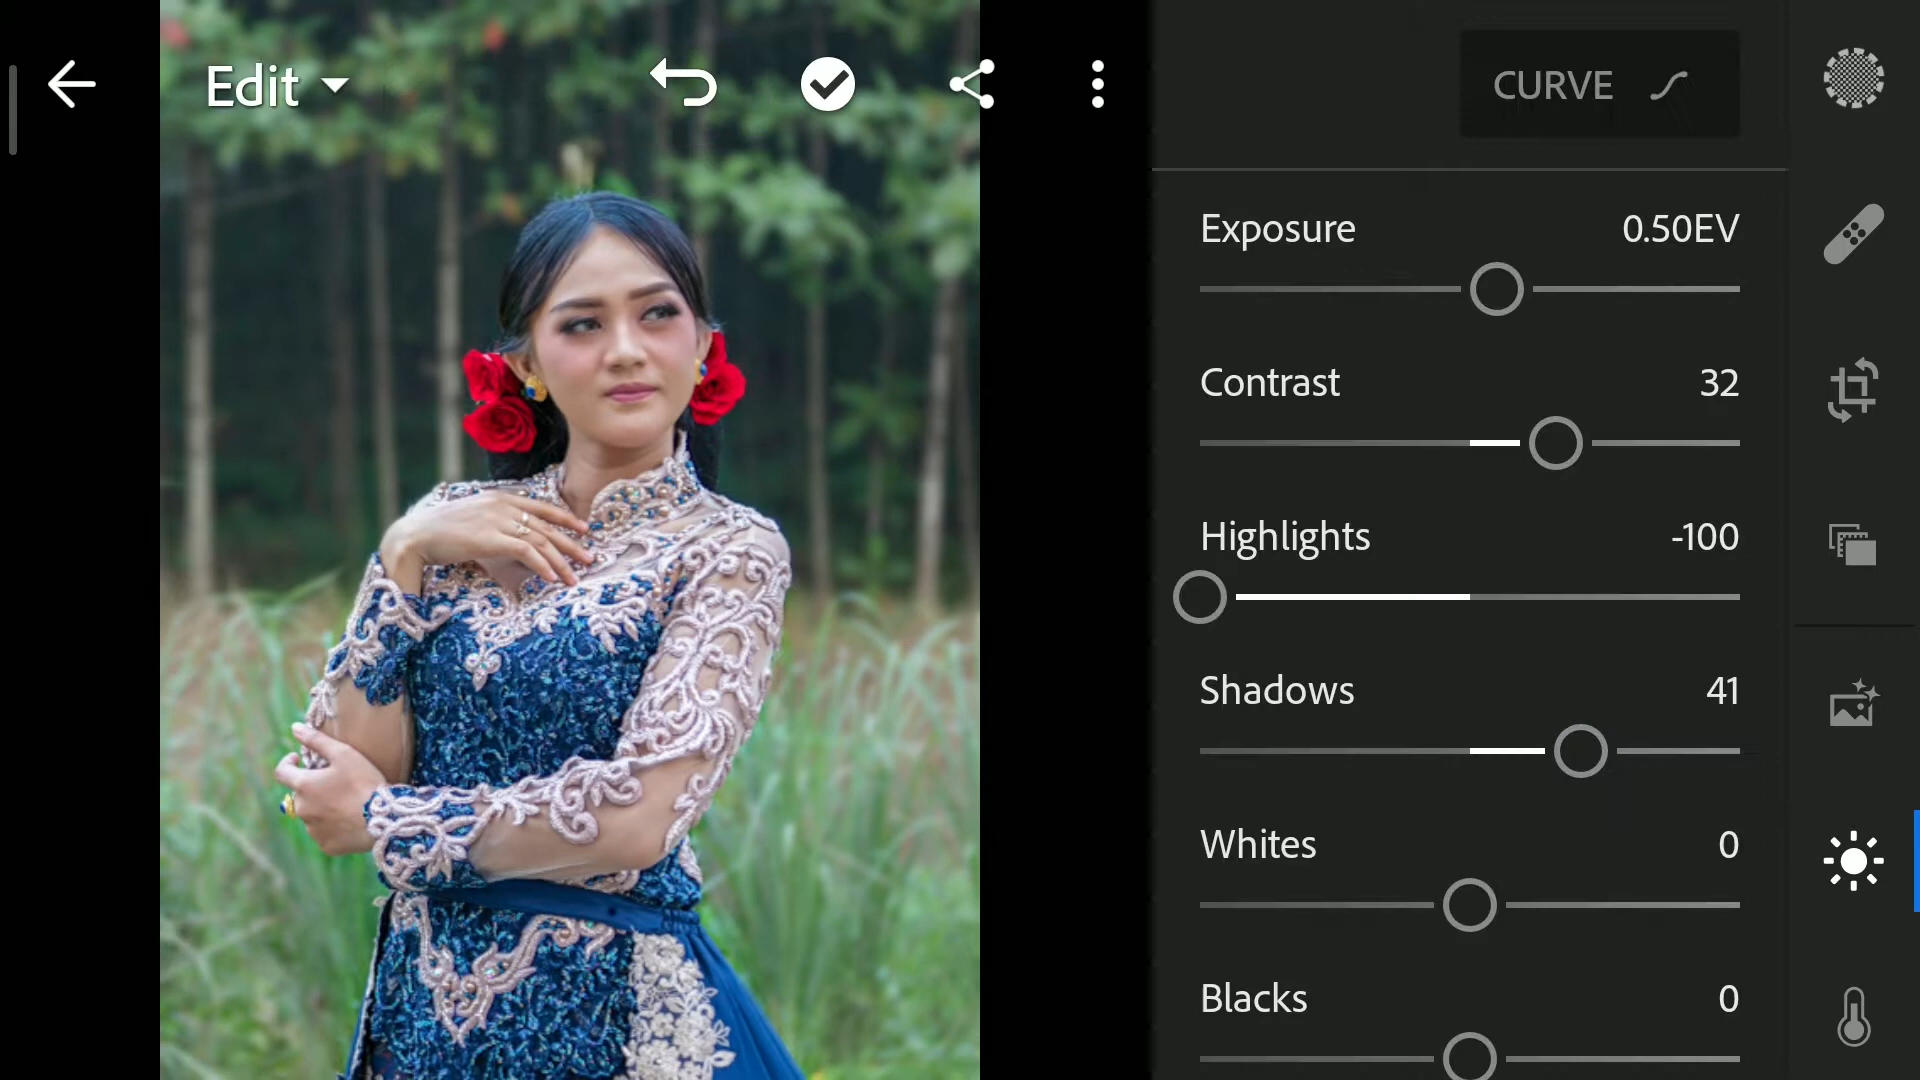 Edit
CURVE
Exposure 0.50EV
Contrast 32
Highlights -100
Shadows 41
Whites 0
Blacks 0